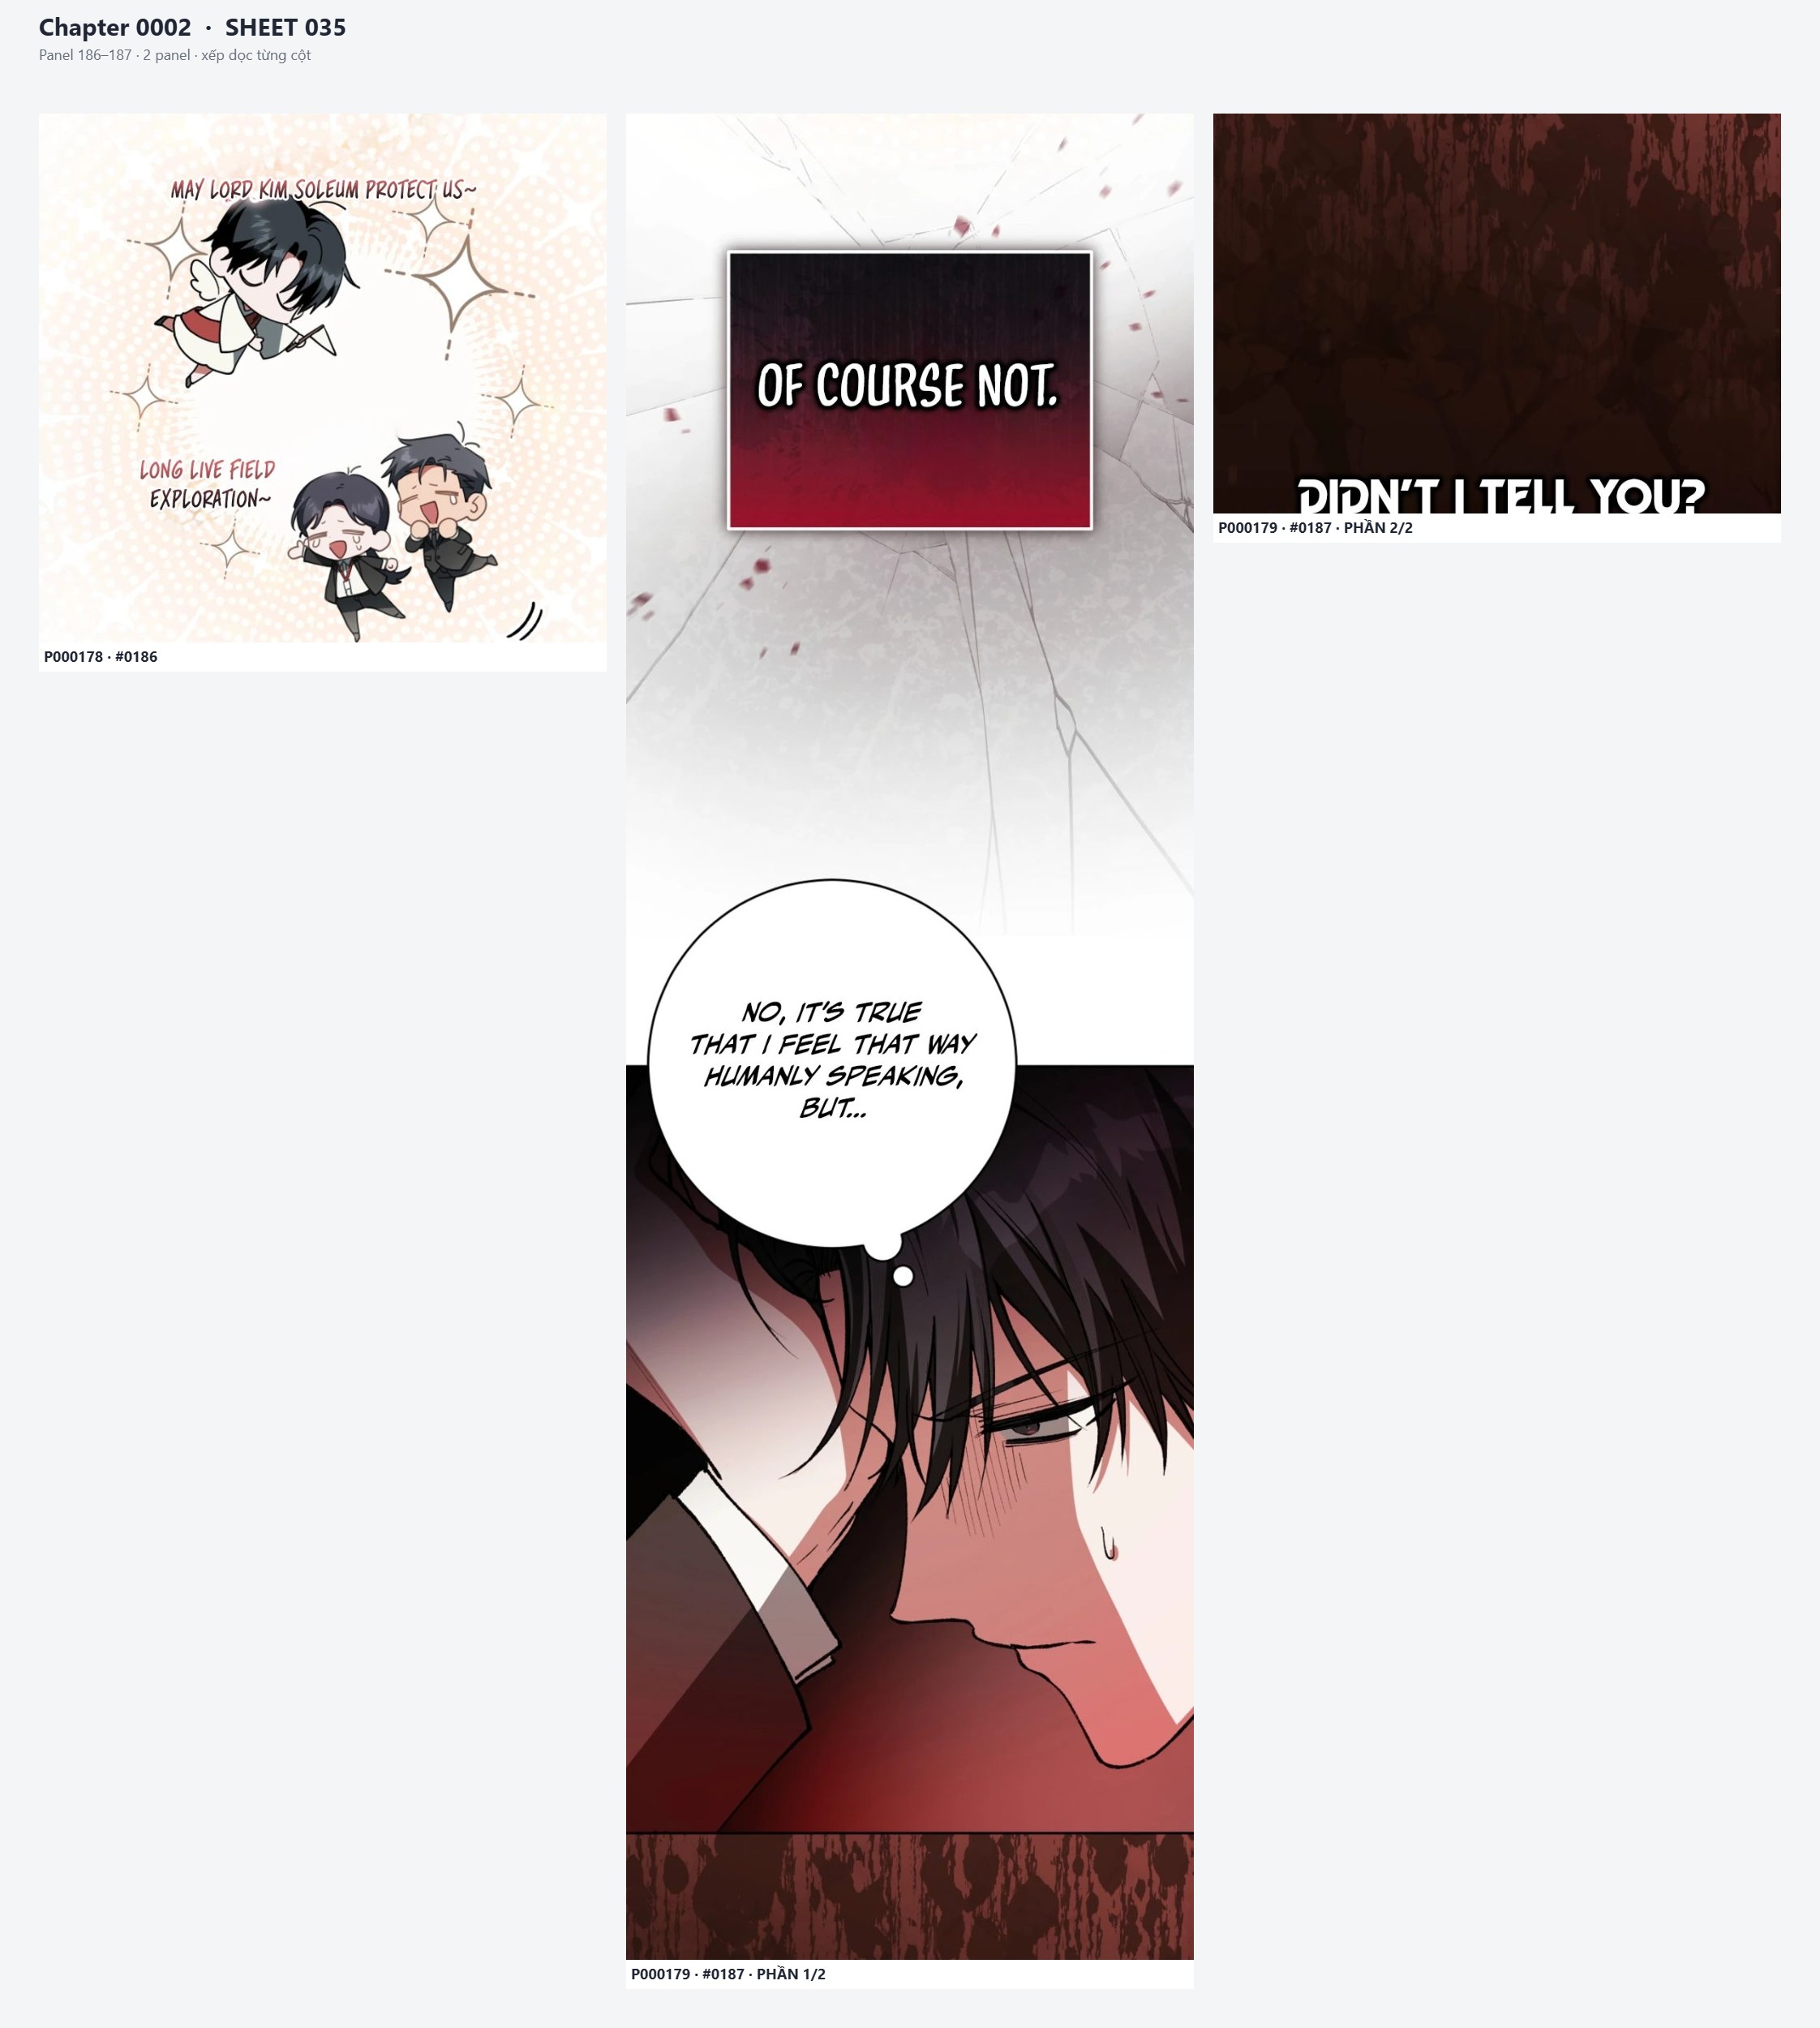 Chapter 0002 · SHEET 035
Panel 186–187 · 2 panel · xếp dọc từng cột
MAY LORD KIM SOLEUM PROTECT US~
LONG LIVE FIELD
EXPLORATION~
P000178 · #0186
OF COURSE NOT.
NO, IT'S TRUE
THAT I FEEL THAT WAY
HUMANLY SPEAKING,
BUT...
P000179 · #0187 · PHẦN 1/2
DIDN'T I TELL YOU?
P000179 · #0187 · PHẦN 2/2